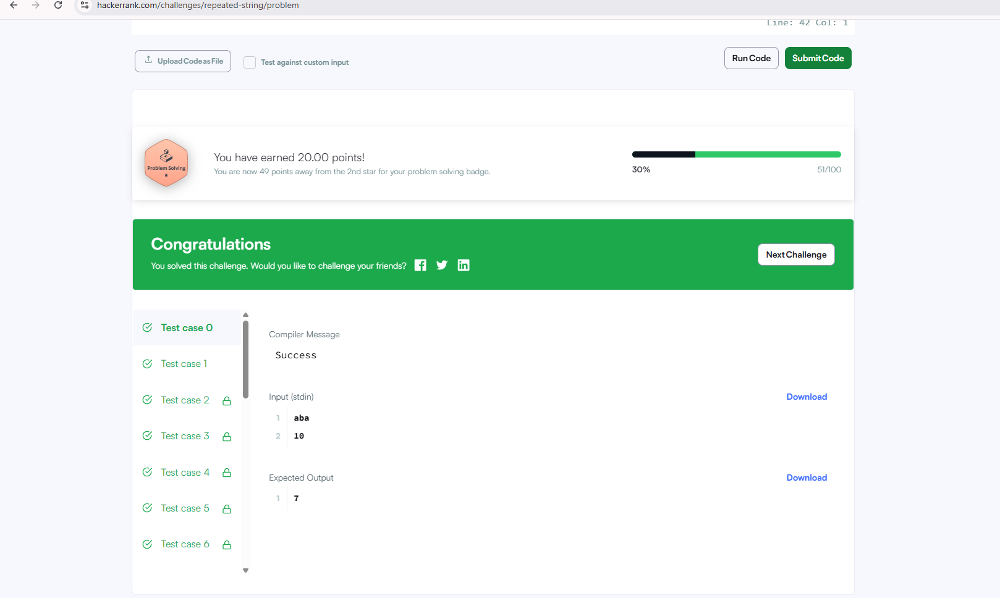 hackerrank.com/challenges/repeated-string/problem
Line: 42 Col: 1
Upload Code as File
Test against custom input
Run Code
Submit Code
Problem Solving
You have earned 20.00 points!
You are now 49 points away from the 2nd star for your problem solving badge.
30%
51/100
Congratulations
You solved this challenge. Would you like to challenge your friends?
Next Challenge
Test case 0
Test case 1
Test case 2
Test case 3
Test case 4
Test case 5
Test case 6
Compiler Message
Success
Input (stdin)
Download
1 aba
2 10
Expected Output
Download
1 7